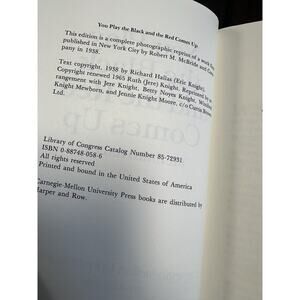 You Play the Black and the Red Comes Up
This edition is a complete photographic reprint of a work first
published in New York City by Robert M. McBride and Com-
pany in 1938.
Text copyright, 1938 by Richard Hallas (Eric Knight).
Copyright renewed 1965 Ruth (Jere) Knight. Reprinted by ar-
rangement with Jere Knight, Betty Noyes Knight, Winifred
Knight Mewborn, and Jennie Knight Moore, c/o Curtis Brown
Ltd.
Library of Congress Catalog Number 85-72931
ISBN 0-88748-058-6
All rights reserved
Printed and bound in the United States of America
Carnegie-Mellon University Press books are distributed by
Harper and Row.
Comes Up